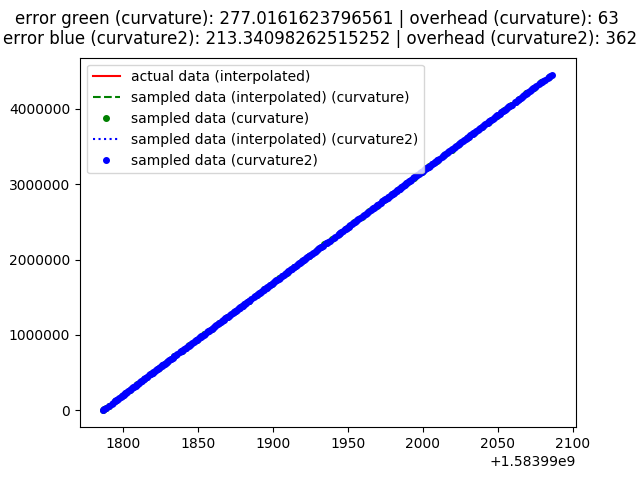 error green (curvature): 277.0161623796561 | overhead (curvature): 63
error blue (curvature2): 213.34098262515252 | overhead (curvature2): 362
actual data (interpolated)
sampled data (interpolated) (curvature)
sampled data (curvature)
sampled data (interpolated) (curvature2)
sampled data (curvature2)
4000000
3000000
2000000
1000000
0
1800 1850 1900 1950 2000 2050 2100
+1.58399e9